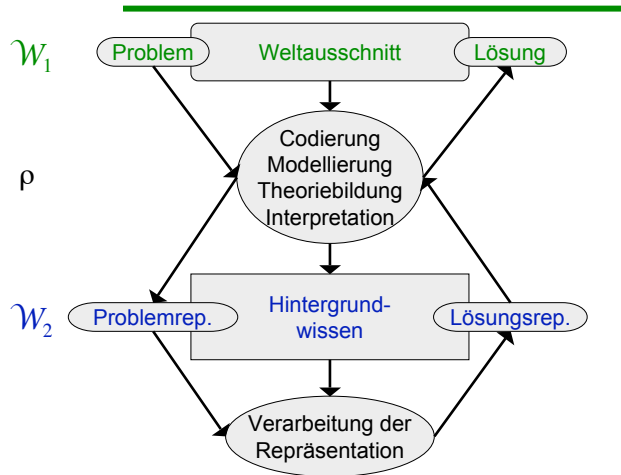 W₁
Problem
Weltausschnitt
Lösung
ρ
Codierung
Modellierung
Theoriebildung
Interpretation
W₂
Problemrep.
Hintergrund-
wissen
Lösungsrep.
Verarbeitung der
Repräsentation